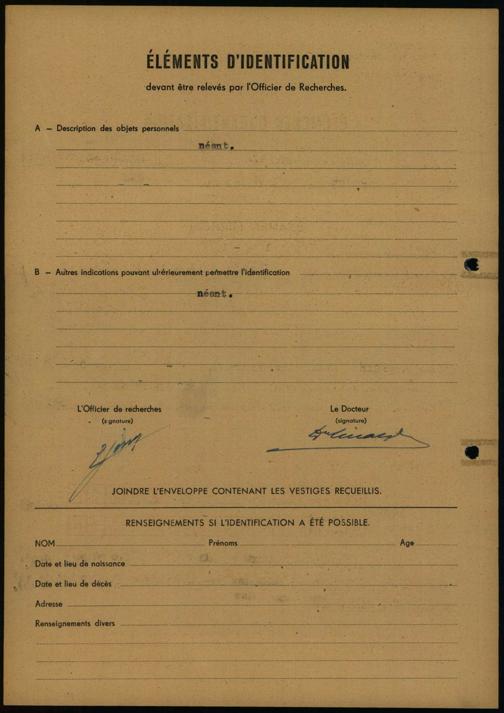 ÉLÉMENTS D'IDENTIFICATION
devant être relevés par l'Officier de Recherches.
A — Description des objets personnels
néant.
B — Autres indications pouvant ultérieurement permettre l'identification
néant.
L'Officier de recherches Le Docteur
(signature) (signature)
JOINDRE L'ENVELOPPE CONTENANT LES VESTIGES RECUEILLIS.
RENSEIGNEMENTS SI L'IDENTIFICATION A ÉTÉ POSSIBLE.
NOM Prénoms Age
Date et lieu de naissance
Date et lieu de décès
Adresse
Renseignements divers